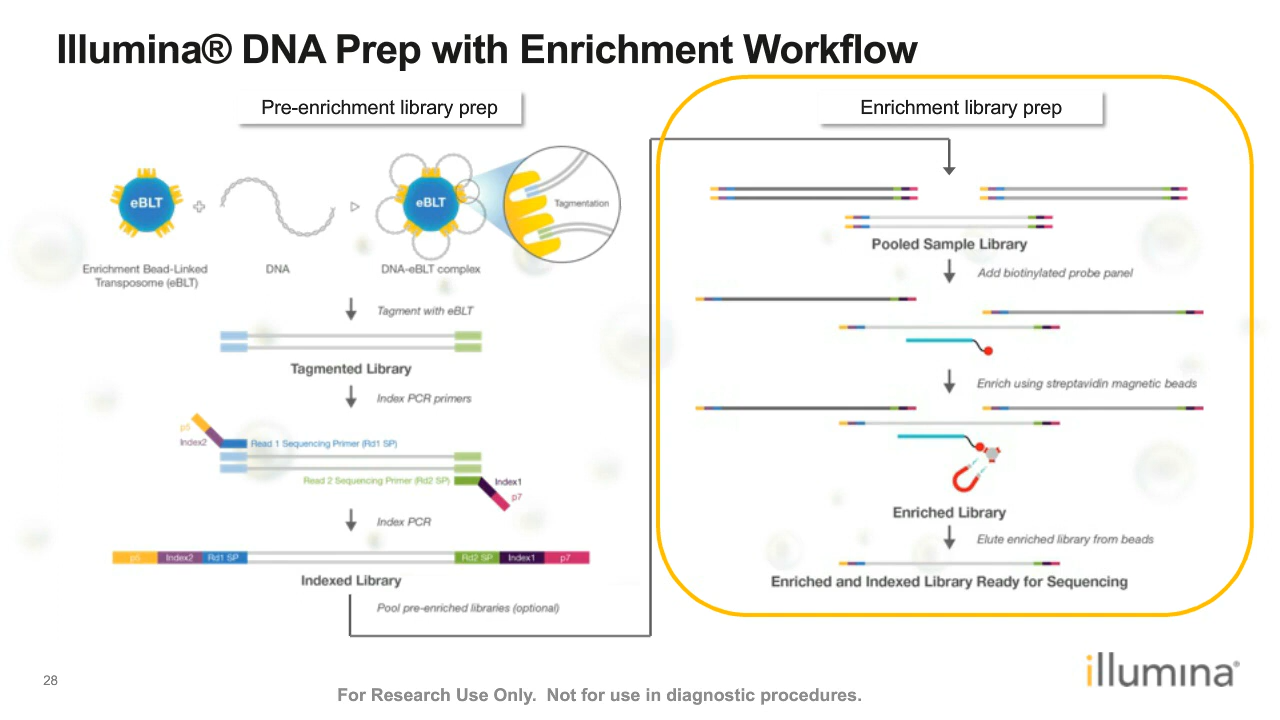 Illumina® DNA Prep with Enrichment Workflow
Pre-enrichment library prep
eBLT
eBLT
Tagmentation
Enrichment Bead-Linked
Transposome (eBLT)
DNA
DNA-eBLT complex
Tagment with eBLT
Tagmented Library
Index PCR primers
p5
Index2
Read 1 Sequencing Primer (Rd1 SP)
Read 2 Sequencing Primer (Rd2 SP)
Index1
p7
Index PCR
p5 Index2 Rd1 SP Rd2 SP Index1 p7
Indexed Library
Pool pre-enriched libraries (optional)
Enrichment library prep
Pooled Sample Library
Add biotinylated probe panel
Enrich using streptavidin magnetic beads
Enriched Library
Elute enriched library from beads
Enriched and Indexed Library Ready for Sequencing
28
For Research Use Only. Not for use in diagnostic procedures.
illumina®